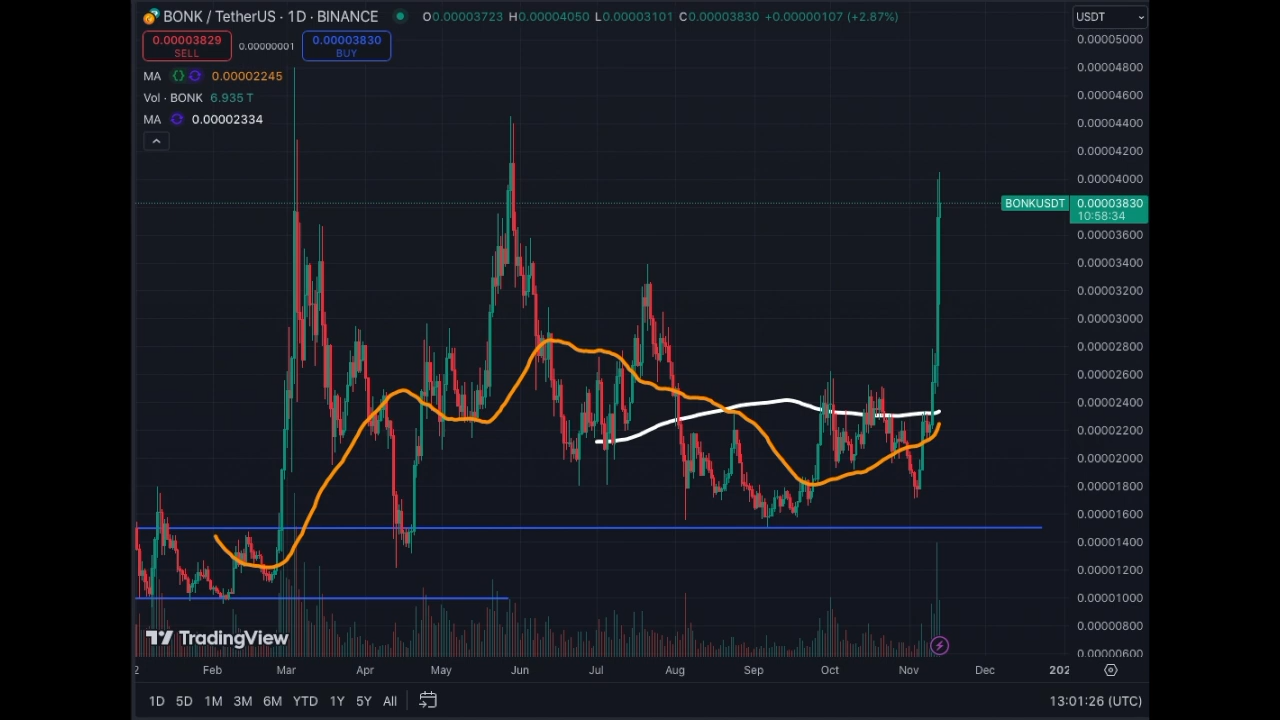 BONK / TetherUS · 1D · BINANCE O0.00003723 H0.00004050 L0.00003101 C0.00003830 +0.00000107 (+2.87%) USDT
0.00003829 SELL 0.00000001 0.00003830 BUY
MA 0.00002245
Vol · BONK 6.935 T
MA 0.00002334
0.00005000
0.00004800
0.00004600
0.00004400
0.00004200
0.00004000
BONKUSDT 0.00003830
10:58:34
0.00003600
0.00003400
0.00003200
0.00003000
0.00002800
0.00002600
0.00002400
0.00002200
0.00002000
0.00001800
0.00001600
0.00001400
0.00001200
0.00001000
0.00000800
0.00000600
TradingView
2 Feb Mar Apr May Jun Jul Aug Sep Oct Nov Dec 202
1D 5D 1M 3M 6M YTD 1Y 5Y All 13:01:26 (UTC)